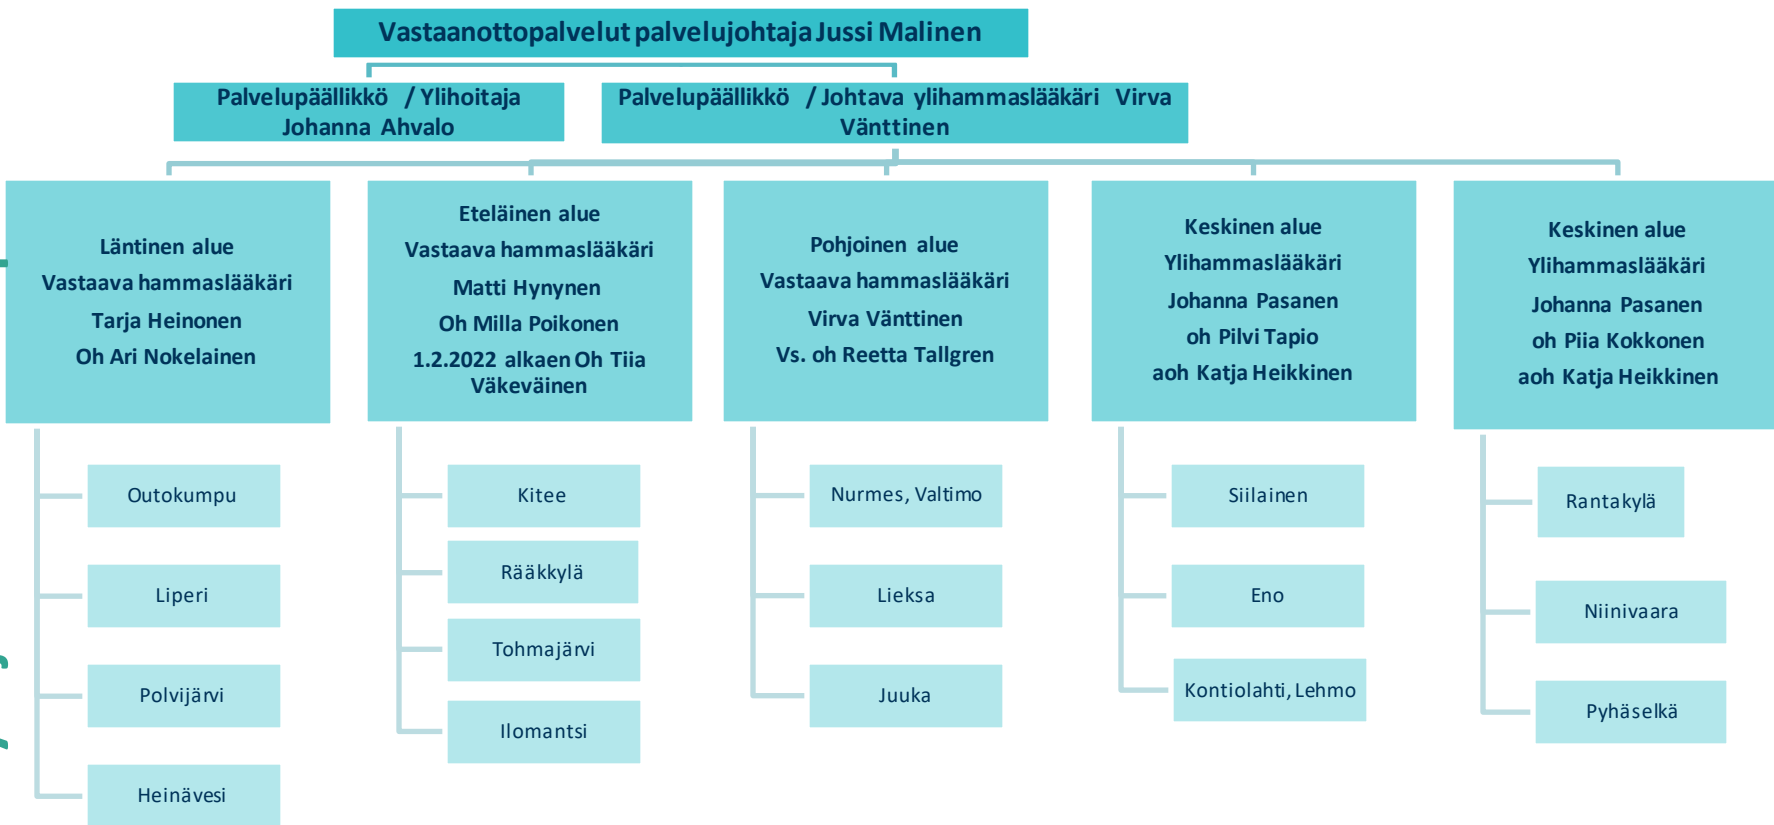 Vastaanottopalvelut palvelujohtaja Jussi Malinen
Palvelupäällikkö / Ylihoitaja
Johanna Ahvalo
Palvelupäällikkö / Johtava ylihammaslääkäri Virva
Vänttinen
Läntinen alue
Vastaava hammaslääkäri
Tarja Heinonen
Oh Ari Nokelainen
Outokumpu
Liperi
Polvijärvi
Heinävesi
Eteläinen alue
Vastaava hammaslääkäri
Matti Hynynen
Oh Milla Poikonen
1.2.2022 alkaen Oh Tiia
Väkeväinen
Kitee
Rääkkylä
Tohmajärvi
Ilomantsi
Pohjoinen alue
Vastaava hammaslääkäri
Virva Vänttinen
Vs. oh Reetta Tallgren
Nurmes, Valtimo
Lieksa
Juuka
Keskinen alue
Ylihammaslääkäri
Johanna Pasanen
oh Pilvi Tapio
aoh Katja Heikkinen
Siilainen
Eno
Kontiolahti, Lehmo
Keskinen alue
Ylihammaslääkäri
Johanna Pasanen
oh Piia Kokkonen
aoh Katja Heikkinen
Rantakylä
Niinivaara
Pyhäselkä